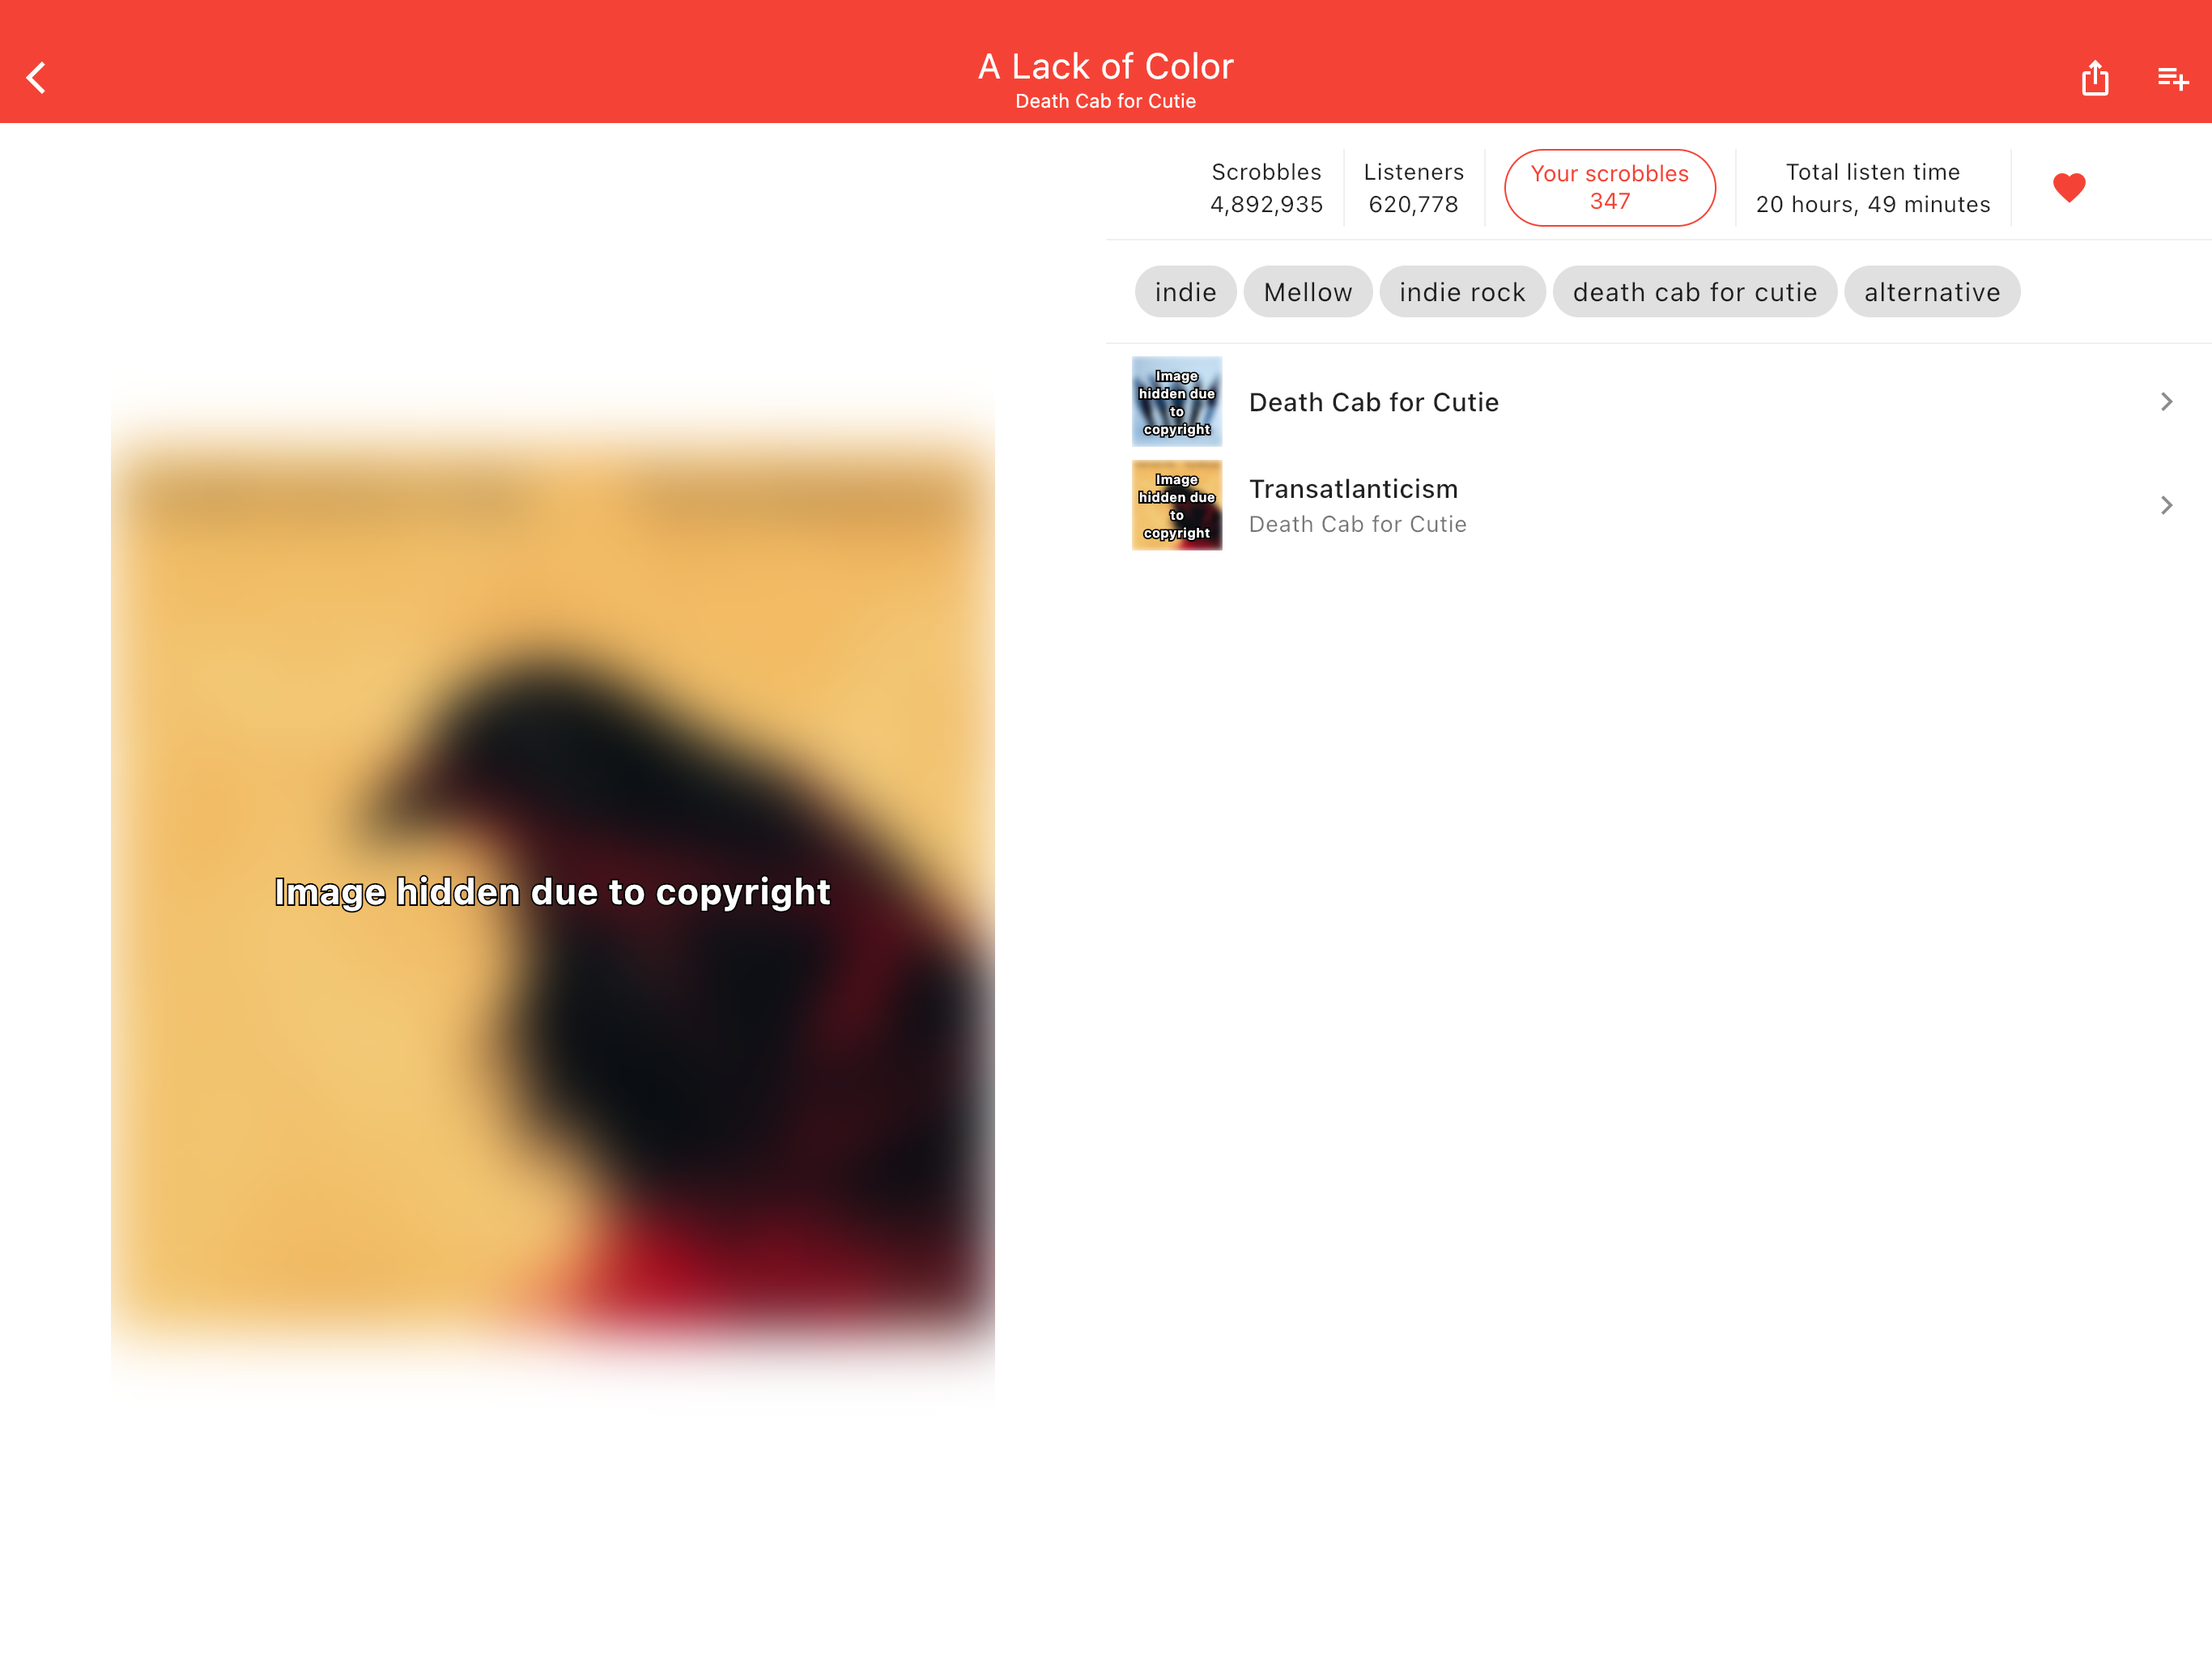 A Lack of Color
Death Cab for Cutie
Scrobbles
4,892,935
Listeners
620,778
Your scrobbles
347
Total listen time
20 hours, 49 minutes
indie
Mellow
indie rock
death cab for cutie
alternative
Image
hidden due
to
copyright
Death Cab for Cutie
Image
hidden due
to
copyright
Transatlanticism
Death Cab for Cutie
Image hidden due to copyright